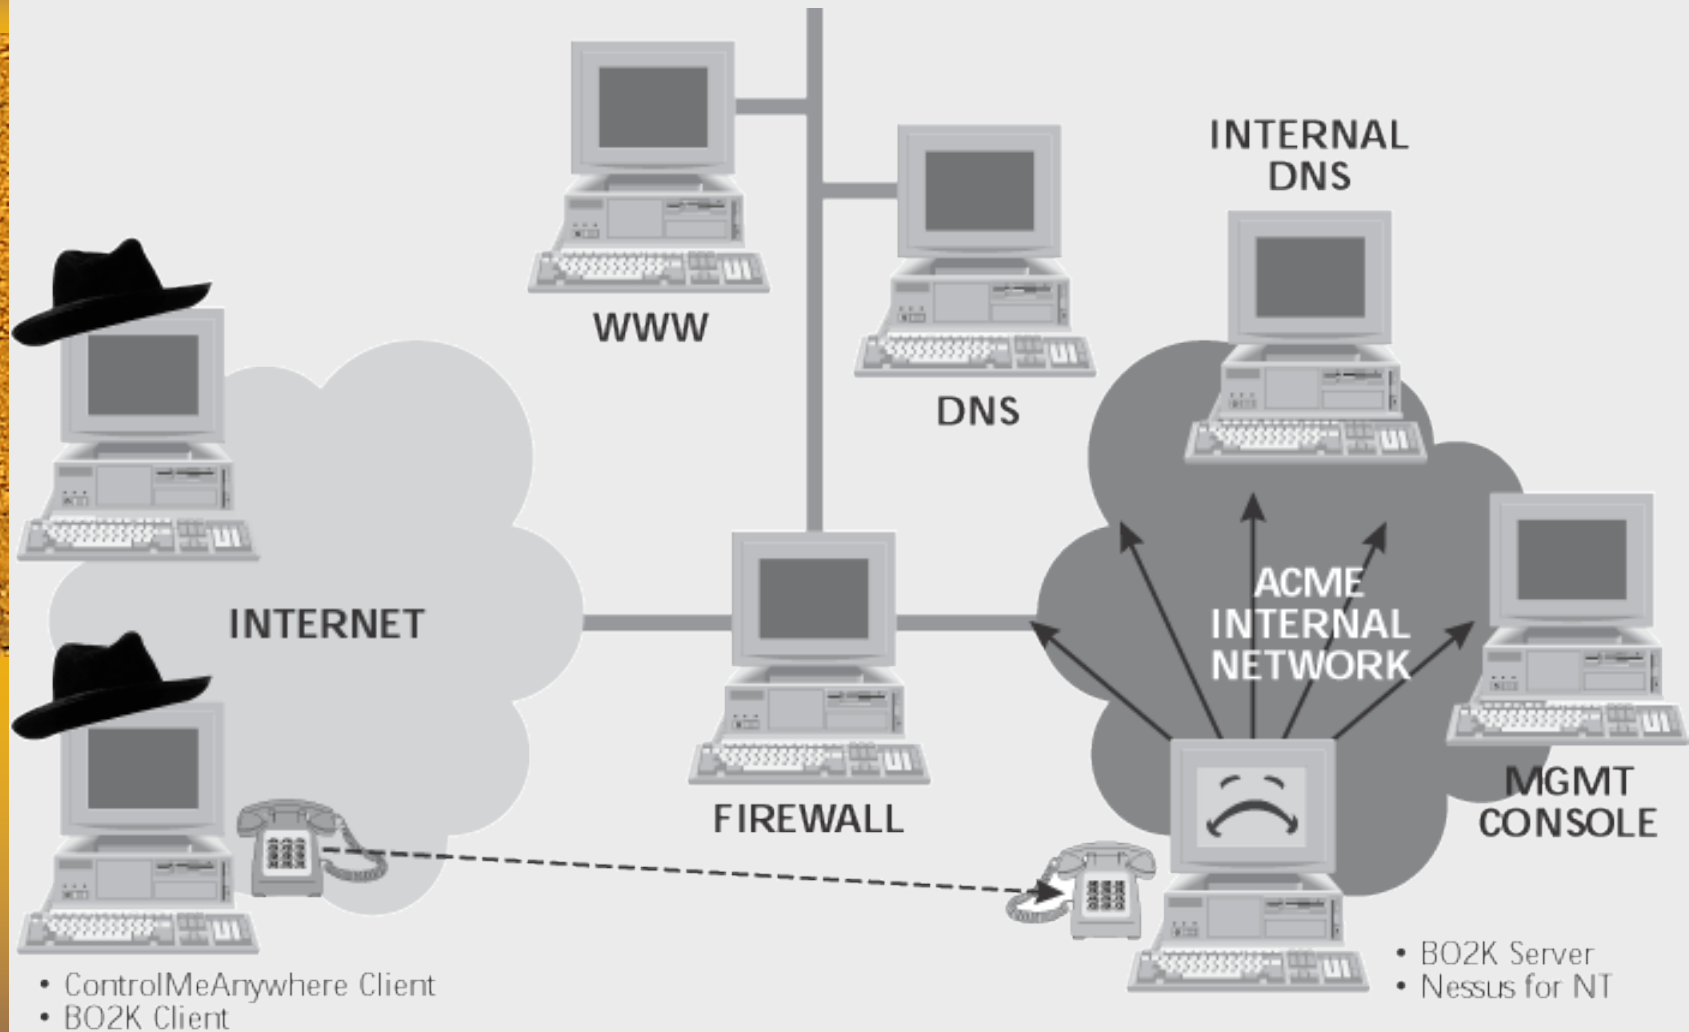 WWW
DNS
INTERNAL
DNS
INTERNET
FIREWALL
ACME
INTERNAL
NETWORK
MGMT
CONSOLE
• ControlMeAnywhere Client
• BO2K Client
• BO2K Server
• Nessus for NT